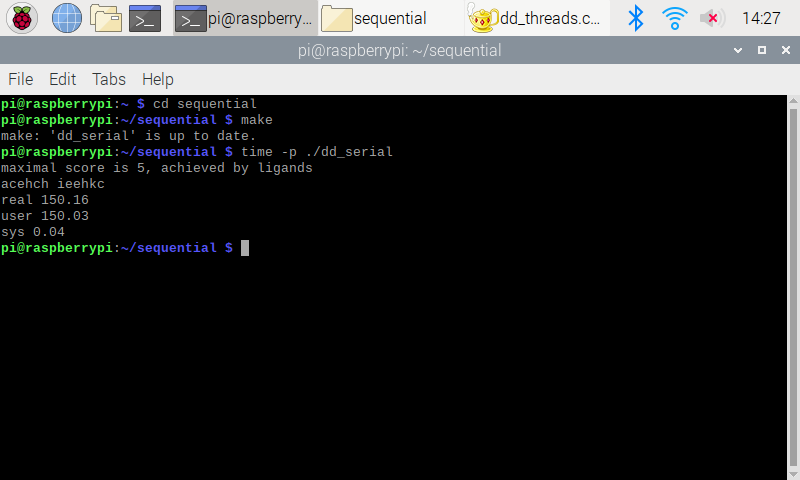 pi@raspberry... sequential dd_threads.c... 14:27
pi@raspberrypi: ~/sequential
File Edit Tabs Help
pi@raspberrypi:~ $ cd sequential
pi@raspberrypi:~/sequential $ make
make: 'dd_serial' is up to date.
pi@raspberrypi:~/sequential $ time -p ./dd_serial
maximal score is 5, achieved by ligands
acehch ieehkc
real 150.16
user 150.03
sys 0.04
pi@raspberrypi:~/sequential $